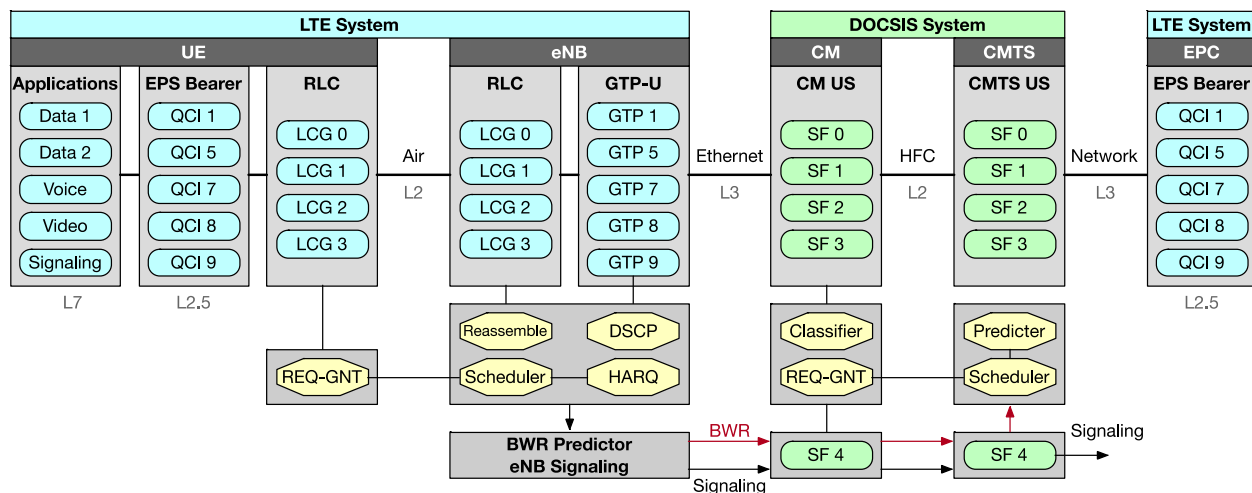 LTE System
DOCSIS System
LTE System
UE
eNB
CM
CMTS
EPC
Applications
EPS Bearer
RLC
RLC
GTP-U
CM US
CMTS US
EPS Bearer
Data 1
Data 2
Voice
Video
Signaling
L7
QCI 1
QCI 5
QCI 7
QCI 8
QCI 9
L2.5
LCG 0
LCG 1
LCG 2
LCG 3
Air
L2
LCG 0
LCG 1
LCG 2
LCG 3
GTP 1
GTP 5
GTP 7
GTP 8
GTP 9
Ethernet
L3
SF 0
SF 1
SF 2
SF 3
HFC
L2
SF 0
SF 1
SF 2
SF 3
Network
L3
QCI 1
QCI 5
QCI 7
QCI 8
QCI 9
L2.5
Reassemble
DSCP
Classifier
Predicter
REQ-GNT
Scheduler
HARQ
REQ-GNT
Scheduler
BWR Predictor
eNB Signaling
BWR
Signaling
SF 4
SF 4
Signaling